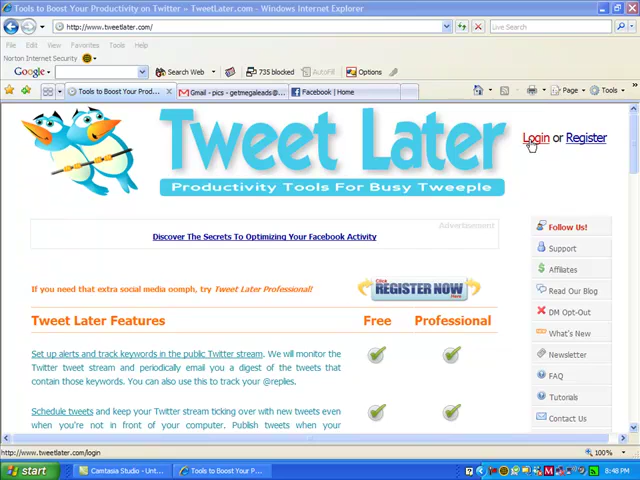 Tools to Boost Your Productivity on Twitter » TweetLater.com - Windows Internet Explorer
http://www.tweetlater.com/
Live Search
File Edit View Favorites Tools Help
Norton Internet Security
Google Search Web 735 blocked AutoFill Options
Tools to Boost Your Produ... Gmail - pics - getmegaleads@... Facebook | Home Page Tools
Tweet Later
Productivity Tools For Busy Tweeple
Login or Register
Advertisement
Discover The Secrets To Optimizing Your Facebook Activity
If you need that extra social media oomph, try Tweet Later Professional!
Click
REGISTER NOW
Here
Tweet Later Features Free Professional
Set up alerts and track keywords in the public Twitter stream. We will monitor the
Twitter tweet stream and periodically email you a digest of the tweets that
contain those keywords. You can also use this to track your @replies.
Schedule tweets and keep your Twitter stream ticking over with new tweets even
when you're not in front of your computer. Publish tweets when your
Follow Us!
Support
Affiliates
Read Our Blog
DM Opt-Out
What's New
Newsletter
FAQ
Tutorials
Contact Us
http://www.tweetlater.com/login
100%
start
Camtasia Studio - Unt...
Tools to Boost Your P...
8:48 PM